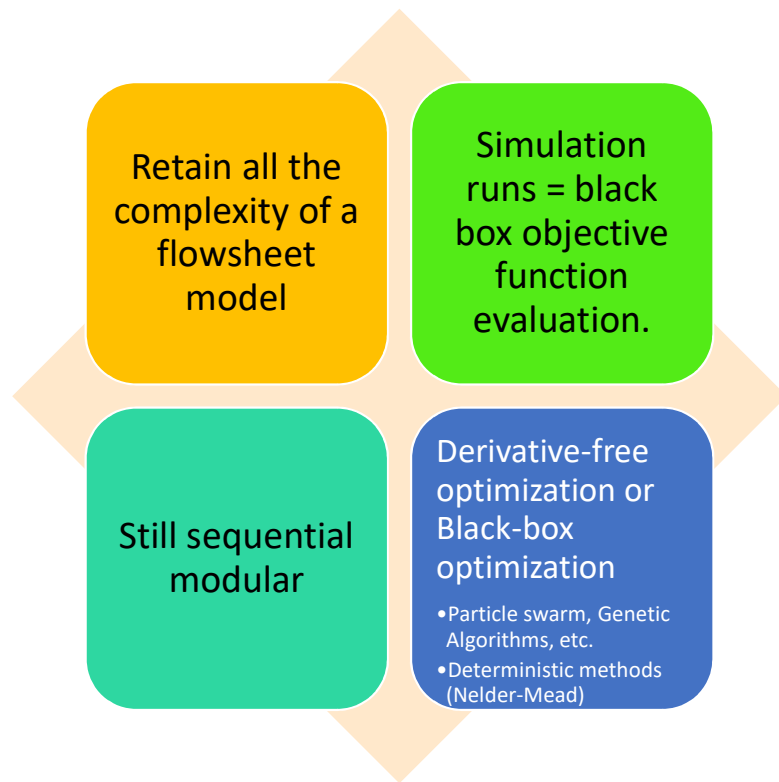 Retain all the
complexity of a
flowsheet
model
Simulation
runs = black
box objective
function
evaluation.
Still sequential
modular
Derivative-free
optimization or
Black-box
optimization
•Particle swarm, Genetic
Algorithms, etc.
•Deterministic methods
(Nelder-Mead)